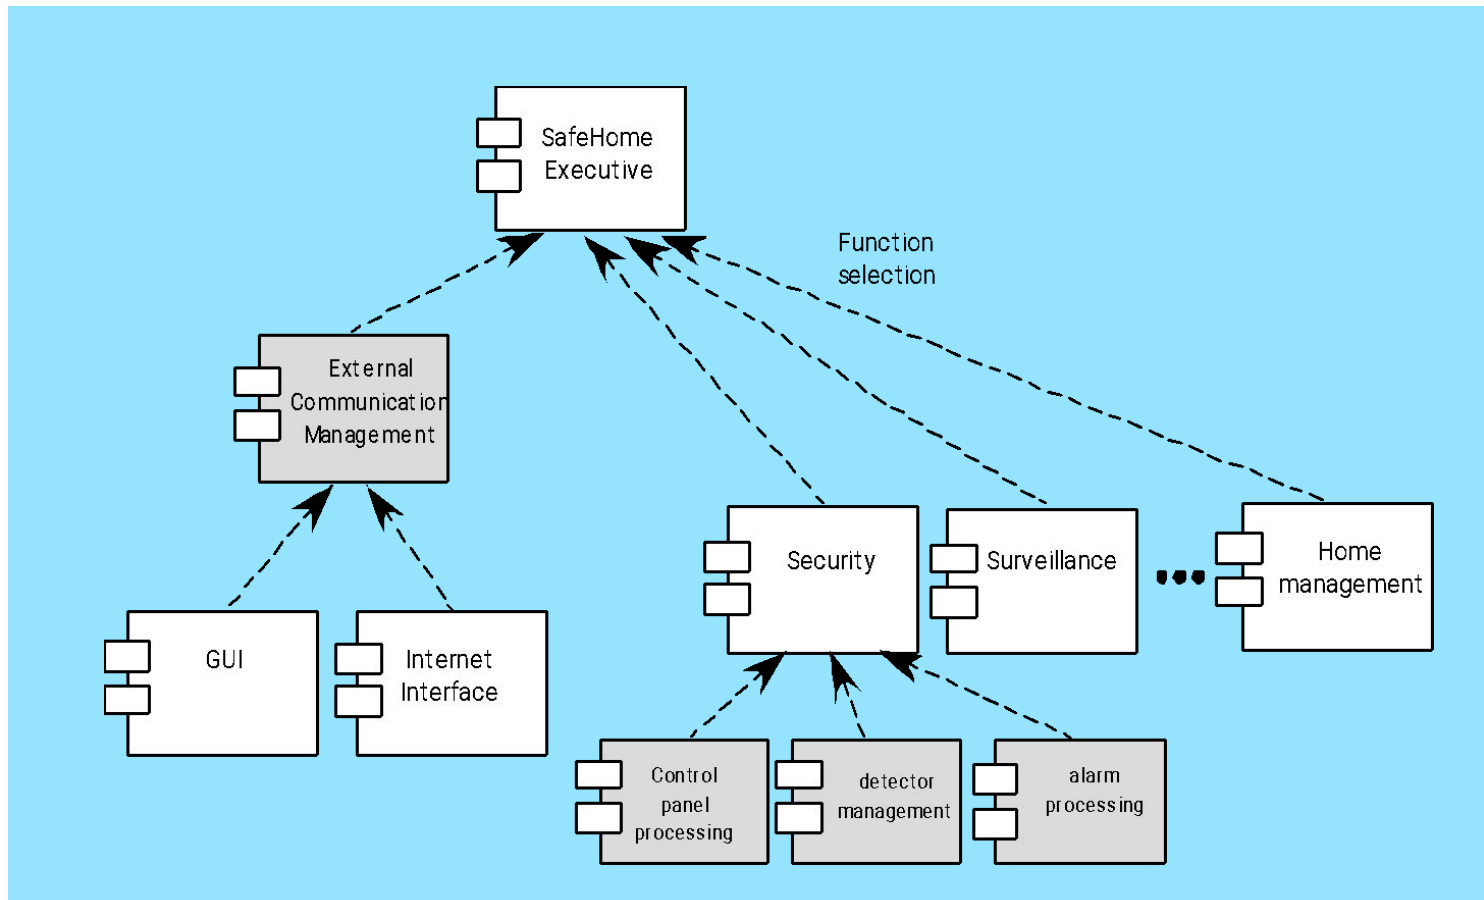 SafeHome
Executive
Function
selection
External
Communication
Management
Security
Surveillance
Home
management
GUI
Internet
Interface
Control
panel
processing
detector
management
alarm
processing